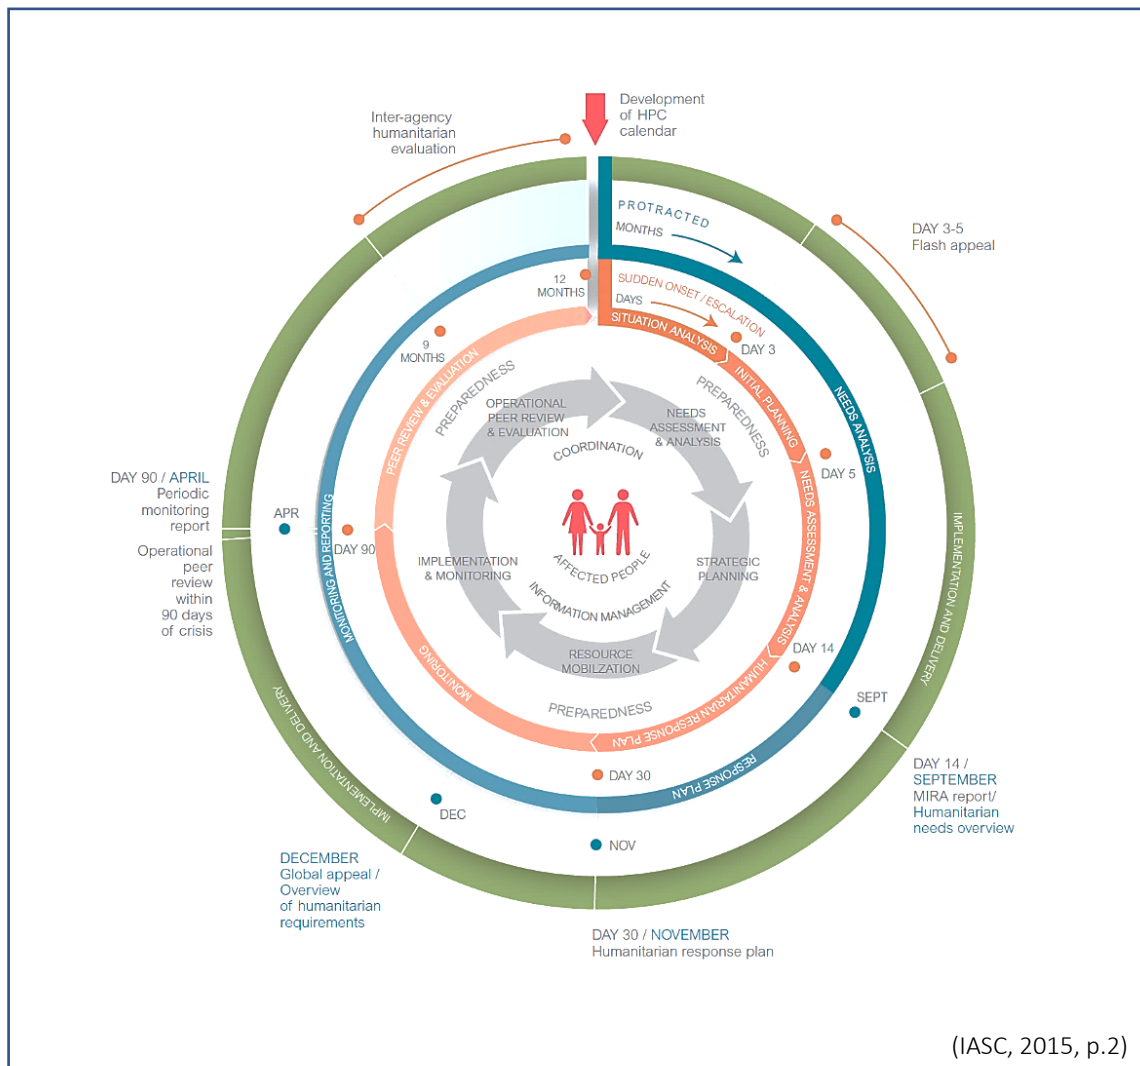 Development
of HPC
calendar
Inter-agency
humanitarian
evaluation
DAY 3-5
Flash appeal
PROTRACTED
MONTHS
SUDDEN ONSET / ESCALATION
DAYS
12
MONTHS
9
MONTHS
SITUATION ANALYSIS
DAY 3
INITIAL PLANNING
DAY 5
NEEDS ASSESSMENT & ANALYSIS
DAY 14
HUMANITARIAN RESPONSE PLAN
DAY 30
MONITORING
DAY 90
PEER REVIEW & EVALUATION
NEEDS ANALYSIS
SEPT
RESPONSE PLAN
NOV
DEC
MONITORING AND REPORTING
APR
IMPLEMENTATION AND DELIVERY
IMPLEMENTATION AND DELIVERY
PREPAREDNESS
PREPAREDNESS
PREPAREDNESS
OPERATIONAL
PEER REVIEW
& EVALUATION
NEEDS
ASSESSMENT
& ANALYSIS
STRATEGIC
PLANNING
RESOURCE
MOBILZATION
IMPLEMENTATION
& MONITORING
COORDINATION
AFFECTED PEOPLE
INFORMATION MANAGEMENT
DAY 90 / APRIL
Periodic
monitoring
report
Operational
peer
review
within
90 days
of crisis
DAY 14 /
SEPTEMBER
MIRA report/
Humanitarian
needs overview
DECEMBER
Global appeal /
Overview
of humanitarian
requirements
DAY 30 / NOVEMBER
Humanitarian response plan
(IASC, 2015, p.2)